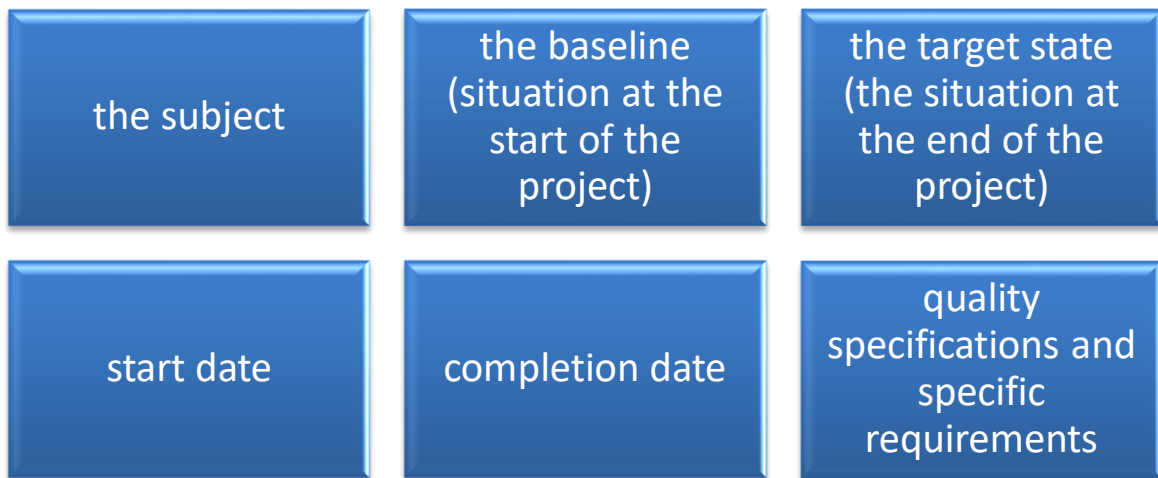 the subject
the baseline
(situation at the
start of the
project)
the target state
(the situation at
the end of the
project)
start date
completion date
quality
specifications and
specific
requirements